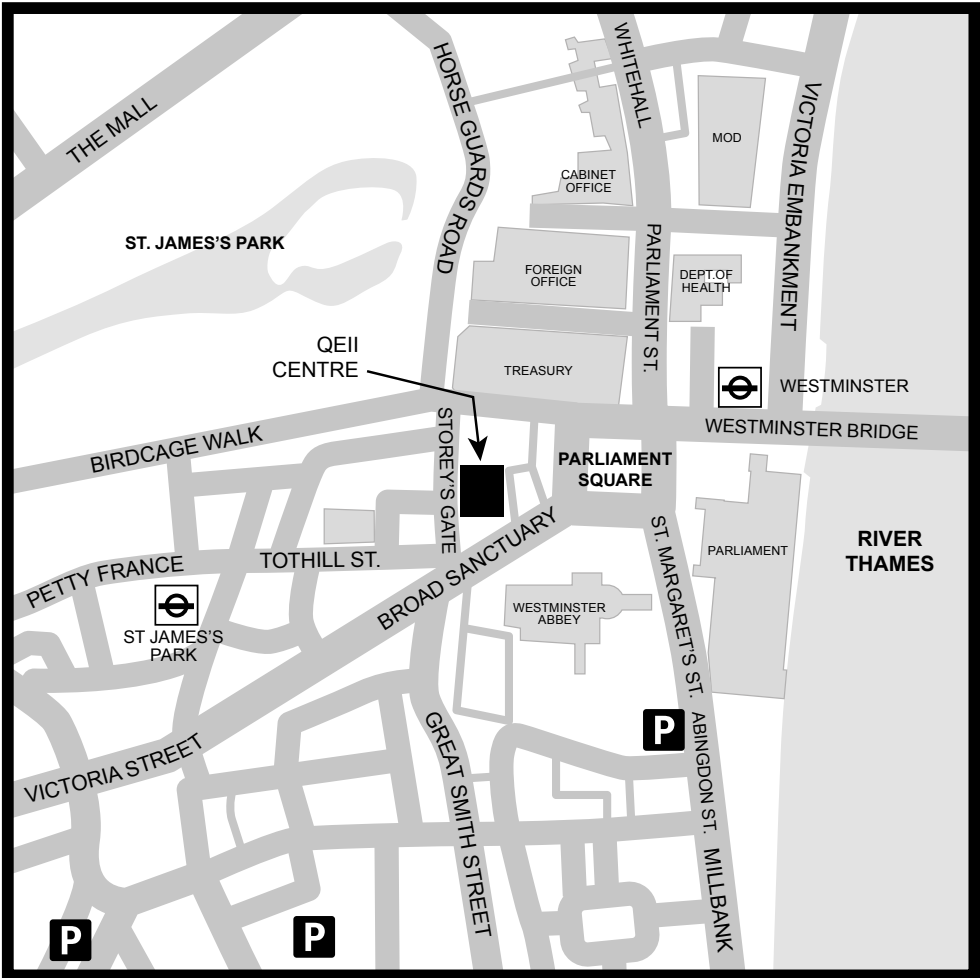 THE MALL
HORSE GUARDS ROAD
WHITEHALL
MOD
VICTORIA EMBANKMENT
CABINET
OFFICE
ST. JAMES'S PARK
FOREIGN
OFFICE
PARLIAMENT ST.
DEPT.OF
HEALTH
QEII
CENTRE
TREASURY
WESTMINSTER
BIRDCAGE WALK
STOREY'S GATE
WESTMINSTER BRIDGE
PARLIAMENT
SQUARE
PETTY FRANCE
TOTHILL ST.
BROAD SANCTUARY
ST. MARGARET'S ST.
PARLIAMENT
RIVER
THAMES
ST JAMES'S
PARK
WESTMINSTER
ABBEY
VICTORIA STREET
GREAT SMITH STREET
P
ABINGDON ST.
MILLBANK
P
P